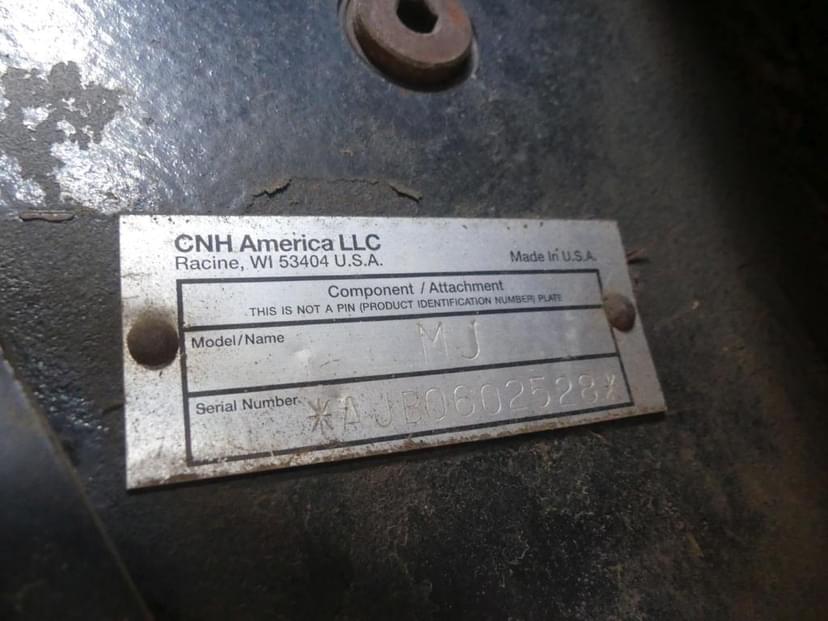 CNH America LLC
Racine, WI 53404 U.S.A.
Made In U.S.A.
Component / Attachment
THIS IS NOT A PIN (PRODUCT IDENTIFICATION NUMBER) PLATE
Model/Name MJ
Serial Number *AJB0602528*